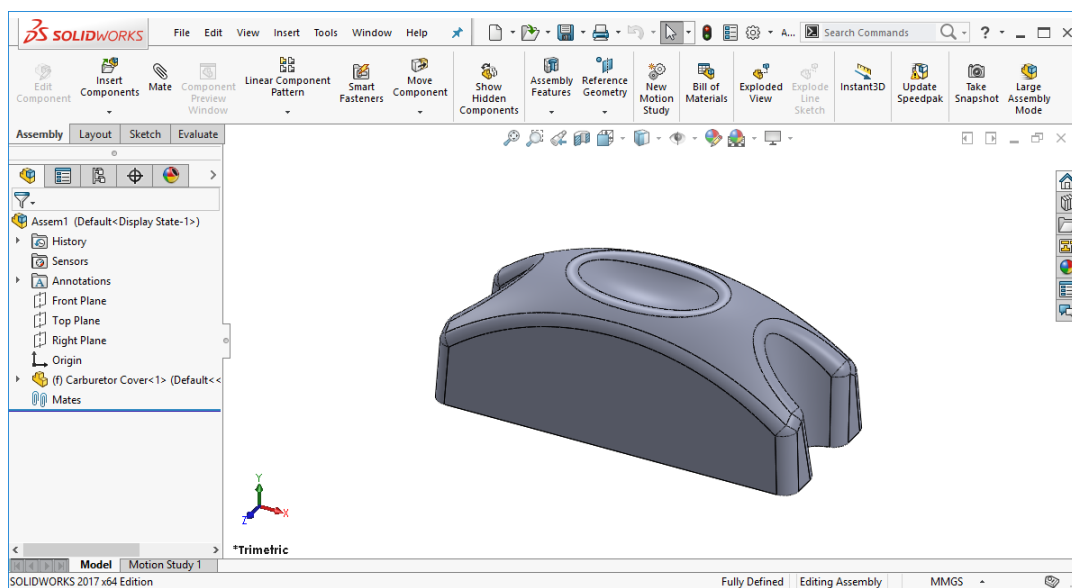 SOLIDWORKS File Edit View Insert Tools Window Help A... Search Commands ?
Edit Component
Insert Components
Mate
Component Preview Window
Linear Component Pattern
Smart Fasteners
Move Component
Show Hidden Components
Assembly Features
Reference Geometry
New Motion Study
Bill of Materials
Exploded View
Explode Line Sketch
Instant3D
Update Speedpak
Take Snapshot
Large Assembly Mode
Assembly Layout Sketch Evaluate
Assem1 (Default<Display State-1>)
History
Sensors
Annotations
Front Plane
Top Plane
Right Plane
Origin
(f) Carburetor Cover<1> (Default<<
Mates
Y
X
Z
*Trimetric
Model Motion Study 1
SOLIDWORKS 2017 x64 Edition Fully Defined Editing Assembly MMGS